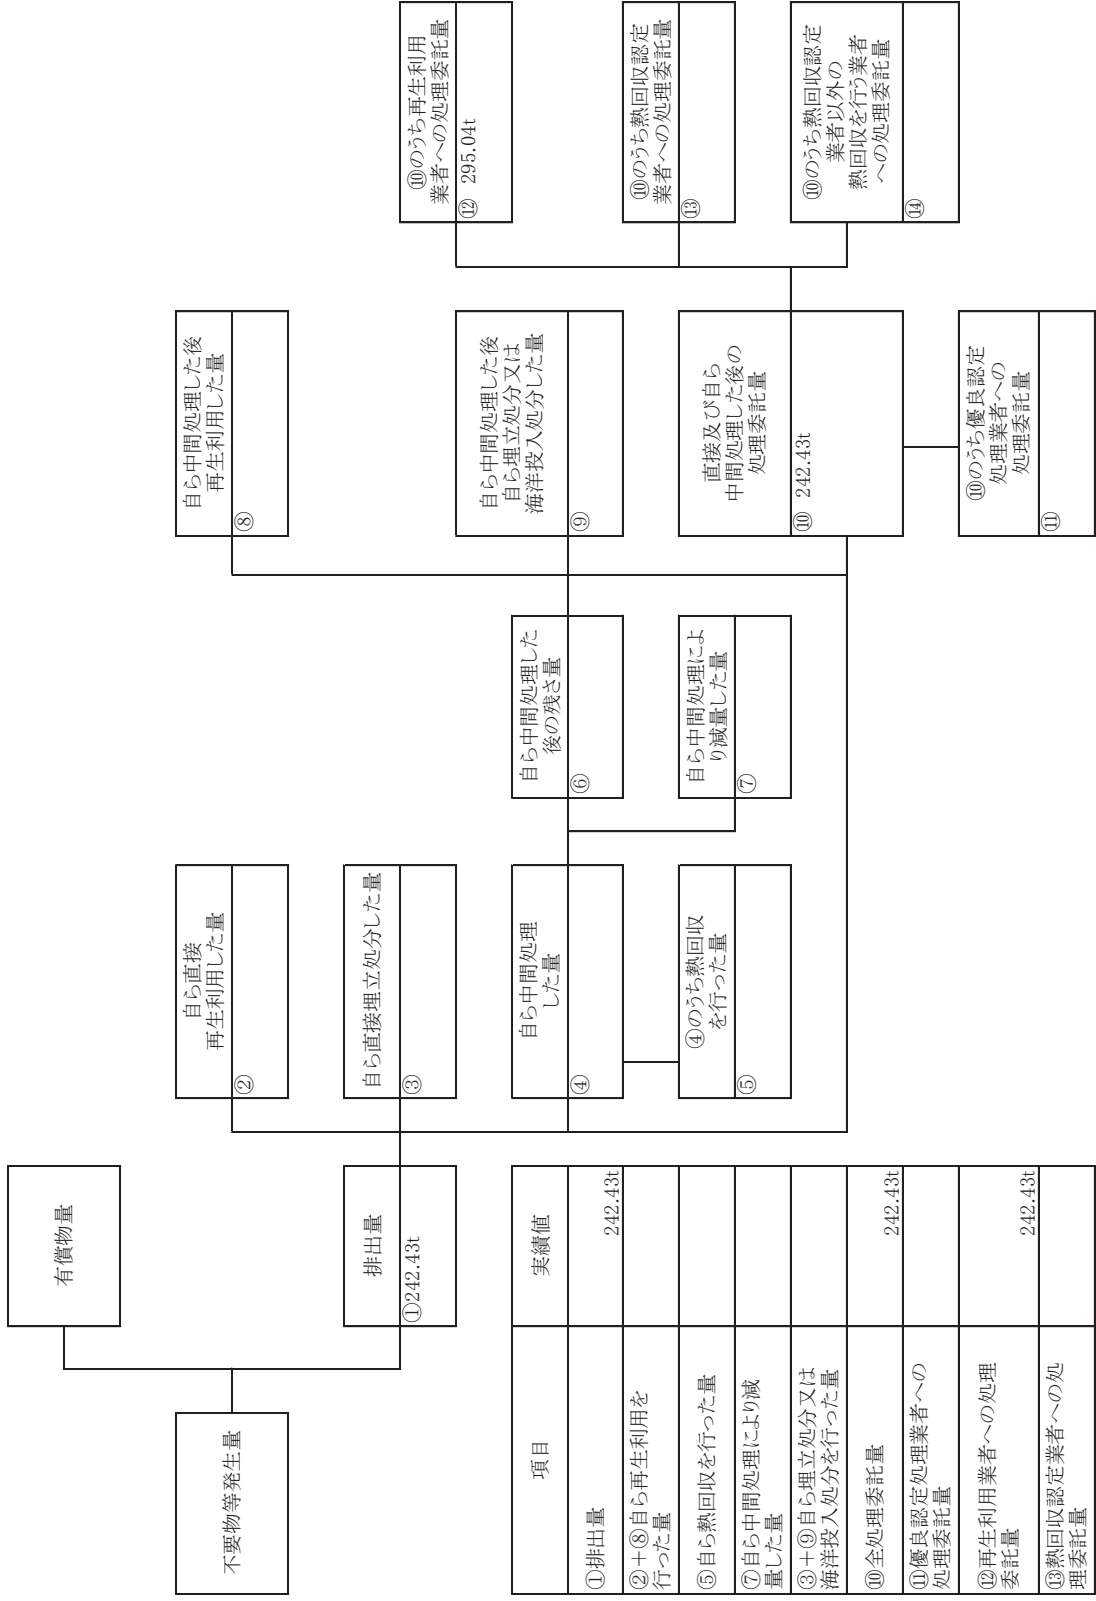 不要物等発生量
有償物量
排出量
①242.43t
自ら直接
再生利用した量
②
自ら直接埋立処分した量
③
自ら中間処理
した量
④
④のうち熱回収
を行った量
⑤
自ら中間処理した
後の残さ量
⑥
自ら中間処理によ
り減量した量
⑦
自ら中間処理した後
再生利用した量
⑧
自ら中間処理した後
自ら埋立処分又は
海洋投入処分した量
⑨
直接及び自ら
中間処理した後の
処理委託量
⑩ 242.43t
⑩のうち優良認定
処理業者への
処理委託量
⑪
⑩のうち再生利用
業者への処理委託量
⑫ 295.04t
⑩のうち熱回収認定
業者への処理委託量
⑬
⑩のうち熱回収認定
業者以外の
熱回収を行う業者
への処理委託量
⑭
項目 実績値
①排出量 242.43t
②+⑧自ら再生利用を
行った量
⑤自ら熱回収を行った量
⑦自ら中間処理により減
量した量
③+⑨自ら埋立処分又は
海洋投入処分を行った量
⑩全処理委託量 242.43t
⑪優良認定処理業者への
処理委託量
⑫再生利用業者への処理
委託量 242.43t
⑬熱回収認定業者への処
理委託量